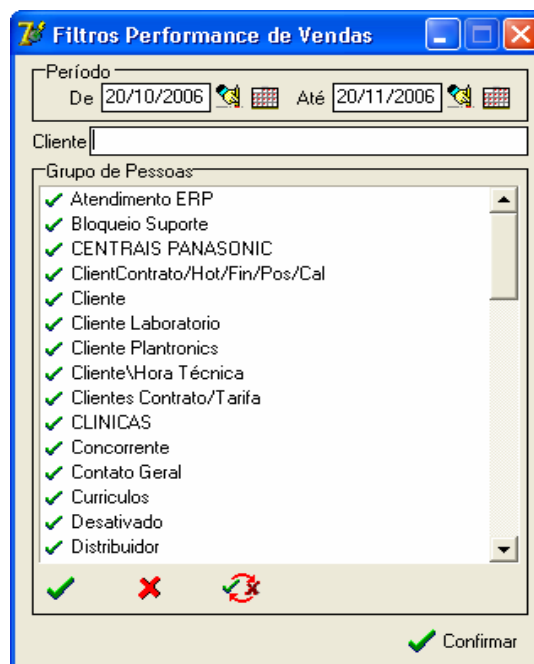 Filtros Performance de Vendas
Período
De 20/10/2006 Até 20/11/2006
Cliente
Grupo de Pessoas
Atendimento ERP
Bloqueio Suporte
CENTRAIS PANASONIC
ClientContrato/Hot/Fin/Pos/Cal
Cliente
Cliente Laboratorio
Cliente Plantronics
Cliente\Hora Técnica
Clientes Contrato/Tarifa
CLINICAS
Concorrente
Contato Geral
Curriculos
Desativado
Distribuidor
Confirmar